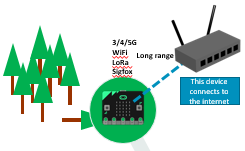 3/4/5G
WiFi
LoRa
Sigfox
Long range
This device
connects to
the internet